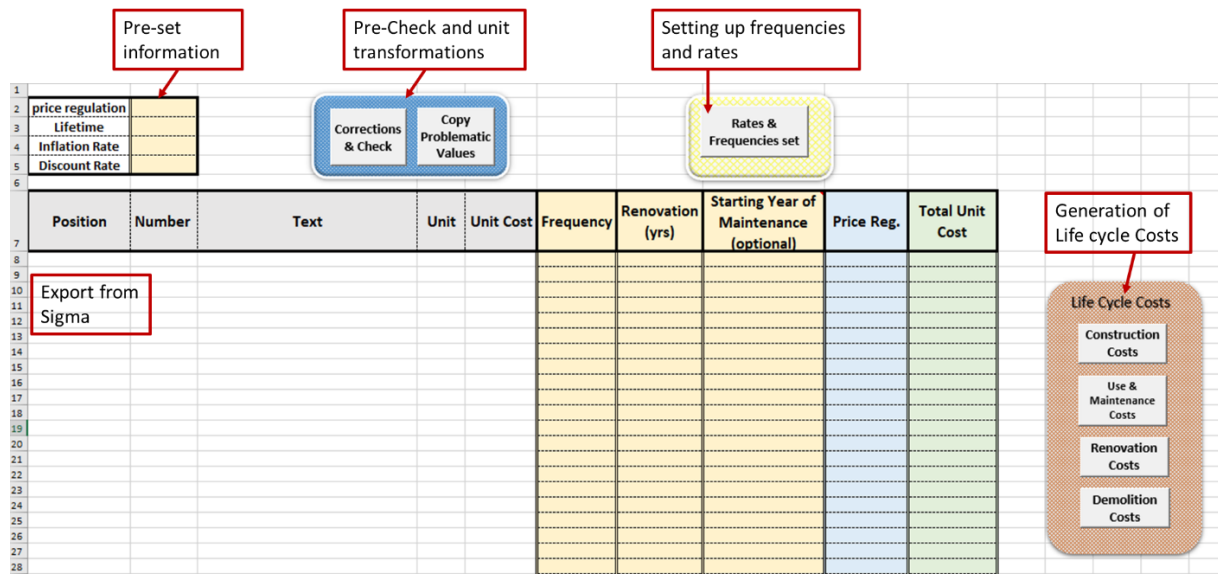 Pre-set
information
Pre-Check and unit
transformations
Setting up frequencies
and rates
1
2
3
4
5
6
7
8
9
10
11
12
13
14
15
16
17
18
19
20
21
22
23
24
25
26
27
28
price regulation
Lifetime
Inflation Rate
Discount Rate
Corrections
& Check
Copy
Problematic
Values
Rates &
Frequencies set
Position
Number
Text
Unit
Unit Cost
Frequency
Renovation
(yrs)
Starting Year of
Maintenance
(optional)
Price Reg.
Total Unit
Cost
Generation of
Life cycle Costs
Export from
Sigma
Life Cycle Costs
Construction
Costs
Use &
Maintenance
Costs
Renovation
Costs
Demolition
Costs